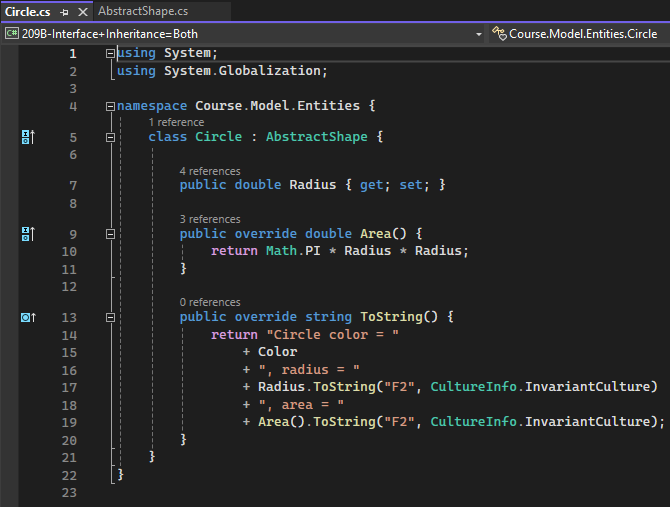 Circle.cs
AbstractShape.cs
C# 209B-Interface+Inheritance=Both
Course.Model.Entities.Circle
1 using System;
2 using System.Globalization;
3
4 namespace Course.Model.Entities {
1 reference
5 class Circle : AbstractShape {
6
4 references
7 public double Radius { get; set; }
8
3 references
9 public override double Area() {
10 return Math.PI * Radius * Radius;
11 }
12
0 references
13 public override string ToString() {
14 return "Circle color = "
15 + Color
16 + ", radius = "
17 + Radius.ToString("F2", CultureInfo.InvariantCulture)
18 + ", area = "
19 + Area().ToString("F2", CultureInfo.InvariantCulture);
20 }
21 }
22 }
23